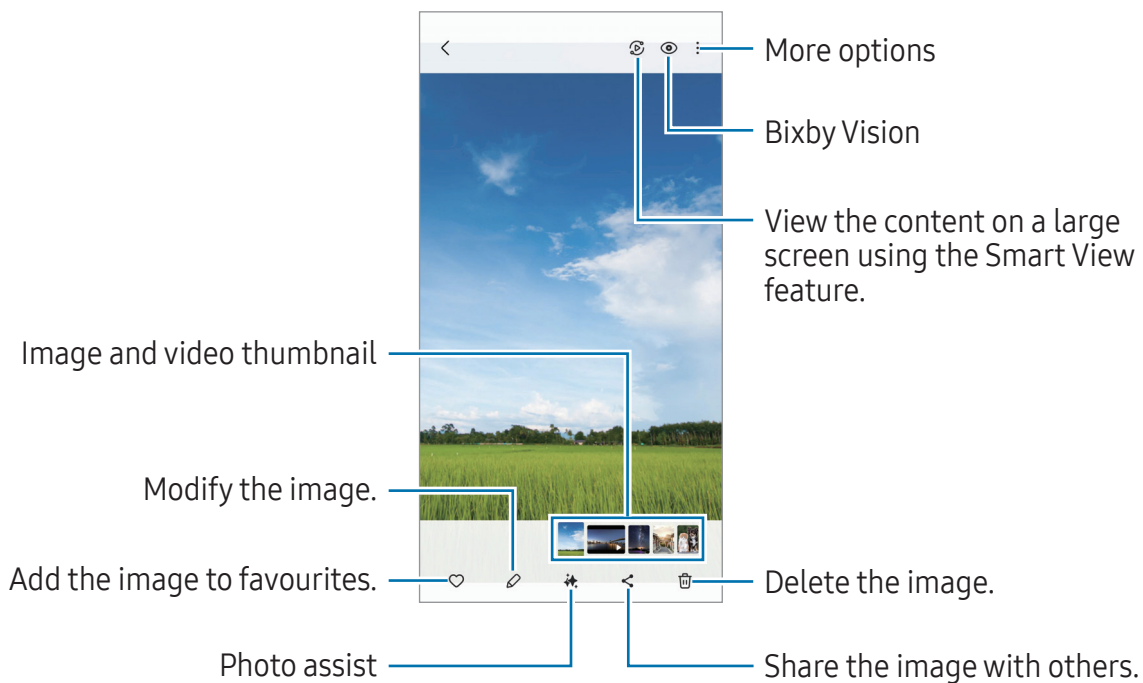 More options
Bixby Vision
View the content on a large
screen using the Smart View
feature.
Image and video thumbnail
Modify the image.
Add the image to favourites.
Delete the image.
Photo assist
Share the image with others.